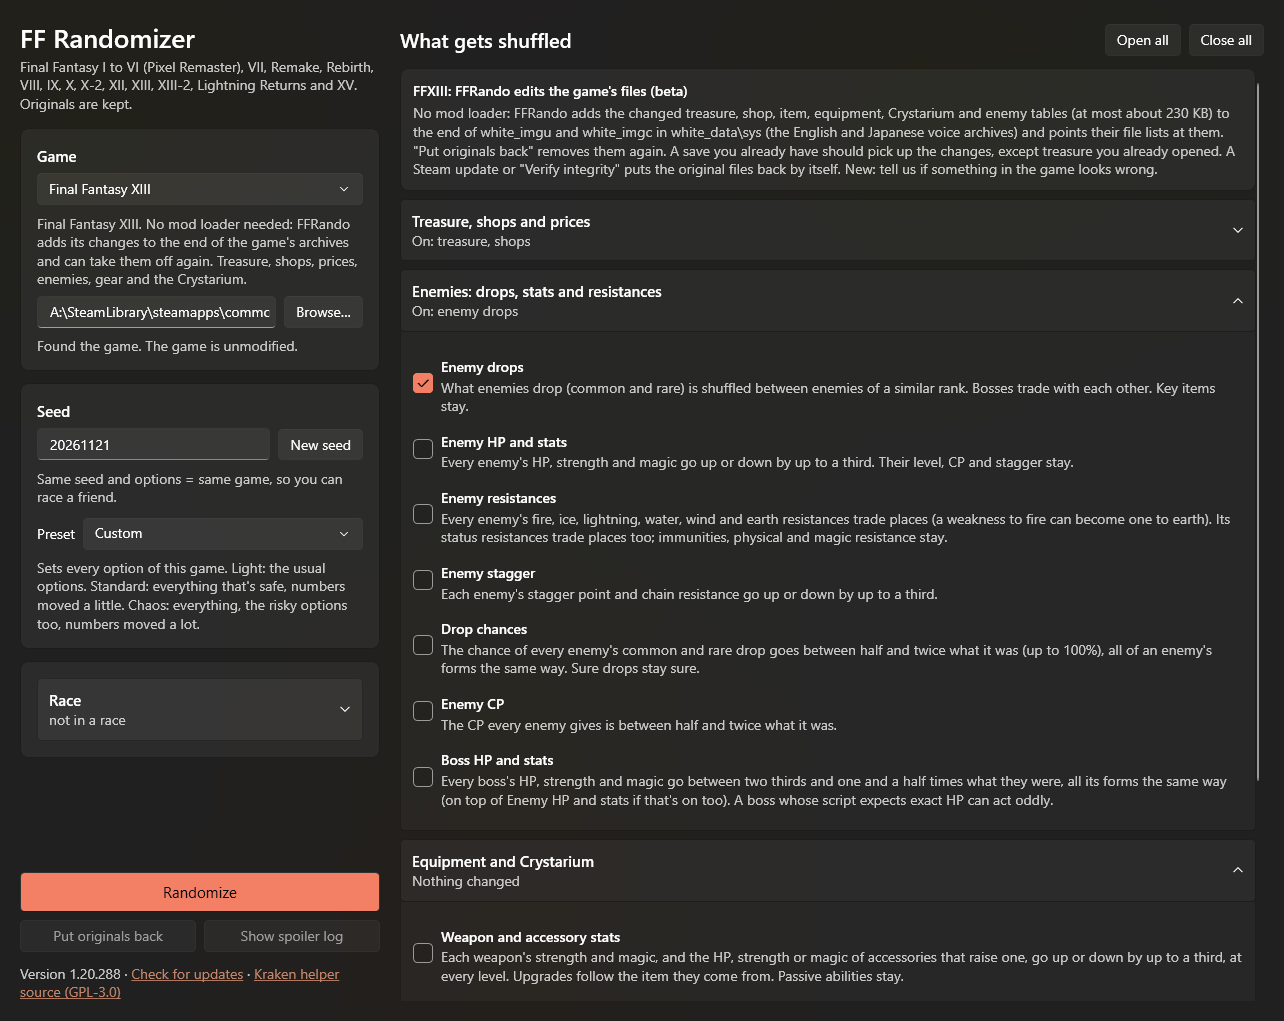 FF Randomizer
Final Fantasy I to VI (Pixel Remaster), VII, Remake, Rebirth,
VIII, IX, X, X-2, XII, XIII, XIII-2, Lightning Returns and XV.
Originals are kept.
Game
Final Fantasy XIII
Final Fantasy XIII. No mod loader needed: FFRando
adds its changes to the end of the game's archives
and can take them off again. Treasure, shops, prices,
enemies, gear and the Crystarium.
A:\SteamLibrary\steamapps\commc
Browse...
Found the game. The game is unmodified.
Seed
20261121
New seed
Same seed and options = same game, so you can
race a friend.
Preset
Custom
Sets every option of this game. Light: the usual
options. Standard: everything that's safe, numbers
moved a little. Chaos: everything, the risky options
too, numbers moved a lot.
Race
not in a race
Randomize
Put originals back
Show spoiler log
Version 1.20.288 · Check for updates · Kraken helper
source (GPL-3.0)
What gets shuffled
Open all
Close all
FFXIII: FFRando edits the game's files (beta)
No mod loader: FFRando adds the changed treasure, shop, item, equipment, Crystarium and enemy tables (at most about 230 KB) to
the end of white_imgu and white_imgc in white_data\sys (the English and Japanese voice archives) and points their file lists at them.
"Put originals back" removes them again. A save you already have should pick up the changes, except treasure you already opened. A
Steam update or "Verify integrity" puts the original files back by itself. New: tell us if something in the game looks wrong.
Treasure, shops and prices
On: treasure, shops
Enemies: drops, stats and resistances
On: enemy drops
Enemy drops
What enemies drop (common and rare) is shuffled between enemies of a similar rank. Bosses trade with each other. Key items
stay.
Enemy HP and stats
Every enemy's HP, strength and magic go up or down by up to a third. Their level, CP and stagger stay.
Enemy resistances
Every enemy's fire, ice, lightning, water, wind and earth resistances trade places (a weakness to fire can become one to earth). Its
status resistances trade places too; immunities, physical and magic resistance stay.
Enemy stagger
Each enemy's stagger point and chain resistance go up or down by up to a third.
Drop chances
The chance of every enemy's common and rare drop goes between half and twice what it was (up to 100%), all of an enemy's
forms the same way. Sure drops stay sure.
Enemy CP
The CP every enemy gives is between half and twice what it was.
Boss HP and stats
Every boss's HP, strength and magic go between two thirds and one and a half times what they were, all its forms the same way
(on top of Enemy HP and stats if that's on too). A boss whose script expects exact HP can act oddly.
Equipment and Crystarium
Nothing changed
Weapon and accessory stats
Each weapon's strength and magic, and the HP, strength or magic of accessories that raise one, go up or down by up to a third, at
every level. Upgrades follow the item they come from. Passive abilities stay.